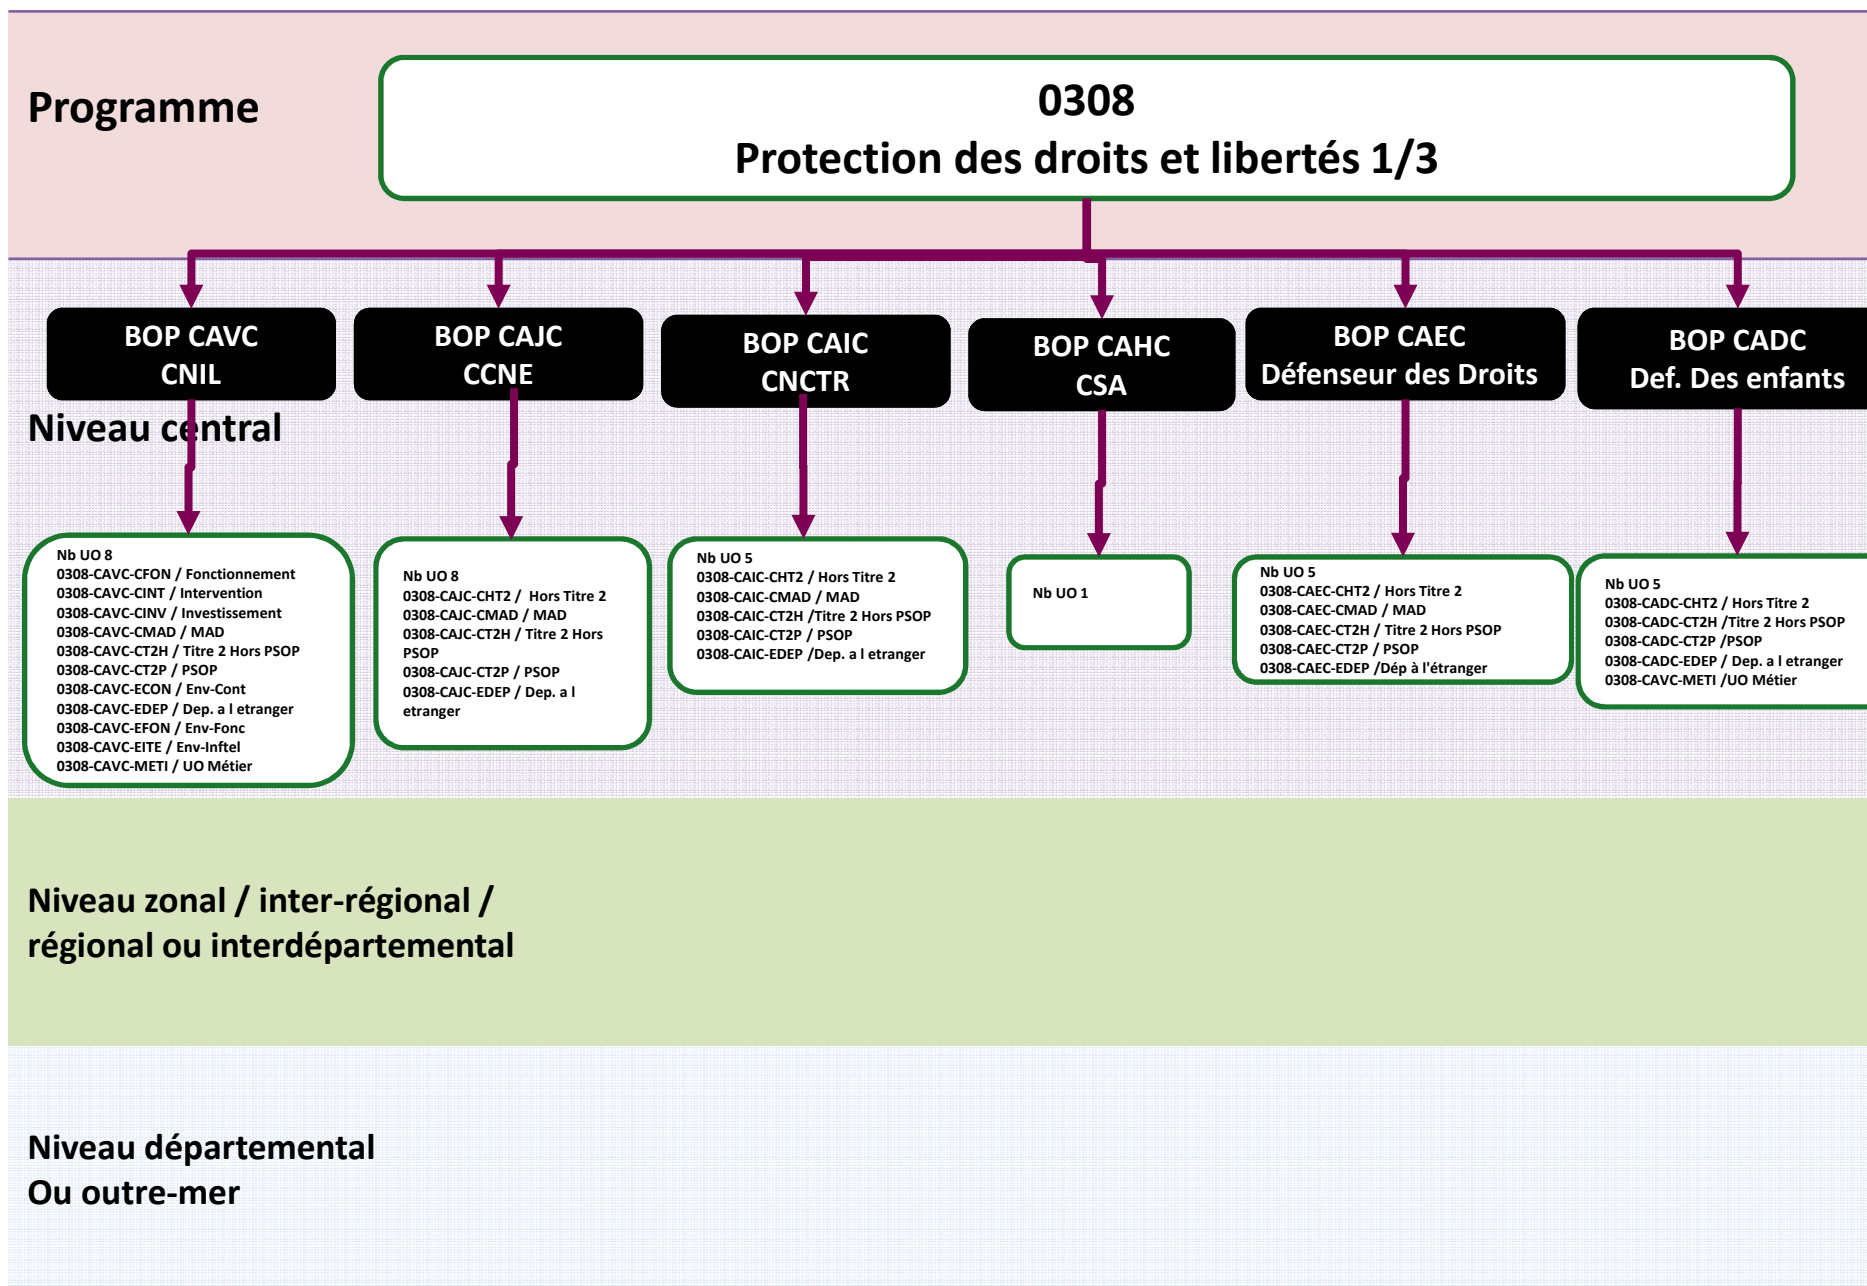 Programme
0308
Protection des droits et libertés 1/3
BOP CAVC
CNIL
BOP CAJC
CCNE
BOP CAIC
CNCTR
BOP CAHC
CSA
BOP CAEC
Défenseur des Droits
BOP CADC
Def. Des enfants
Niveau central
Nb UO 8
0308-CAVC-CFON / Fonctionnement
0308-CAVC-CINT / Intervention
0308-CAVC-CINV / Investissement
0308-CAVC-CMAD / MAD
0308-CAVC-CT2H / Titre 2 Hors PSOP
0308-CAVC-CT2P / PSOP
0308-CAVC-ECON / Env-Cont
0308-CAVC-EDEP / Dep. a l etranger
0308-CAVC-EFON / Env-Fonc
0308-CAVC-EITE / Env-Inftel
0308-CAVC-METI / UO Métier
Nb UO 8
0308-CAJC-CHT2 / Hors Titre 2
0308-CAJC-CMAD / MAD
0308-CAJC-CT2H / Titre 2 Hors
PSOP
0308-CAJC-CT2P / PSOP
0308-CAJC-EDEP / Dep. a l
etranger
Nb UO 5
0308-CAIC-CHT2 / Hors Titre 2
0308-CAIC-CMAD / MAD
0308-CAIC-CT2H /Titre 2 Hors PSOP
0308-CAIC-CT2P / PSOP
0308-CAIC-EDEP /Dep. a l etranger
Nb UO 1
Nb UO 5
0308-CAEC-CHT2 / Hors Titre 2
0308-CAEC-CMAD / MAD
0308-CAEC-CT2H / Titre 2 Hors PSOP
0308-CAEC-CT2P / PSOP
0308-CAEC-EDEP /Dép à l'étranger
Nb UO 5
0308-CADC-CHT2 / Hors Titre 2
0308-CADC-CT2H /Titre 2 Hors PSOP
0308-CADC-CT2P /PSOP
0308-CADC-EDEP / Dep. a l etranger
0308-CAVC-METI /UO Métier
Niveau zonal / inter-régional /
régional ou interdépartemental
Niveau départemental
Ou outre-mer